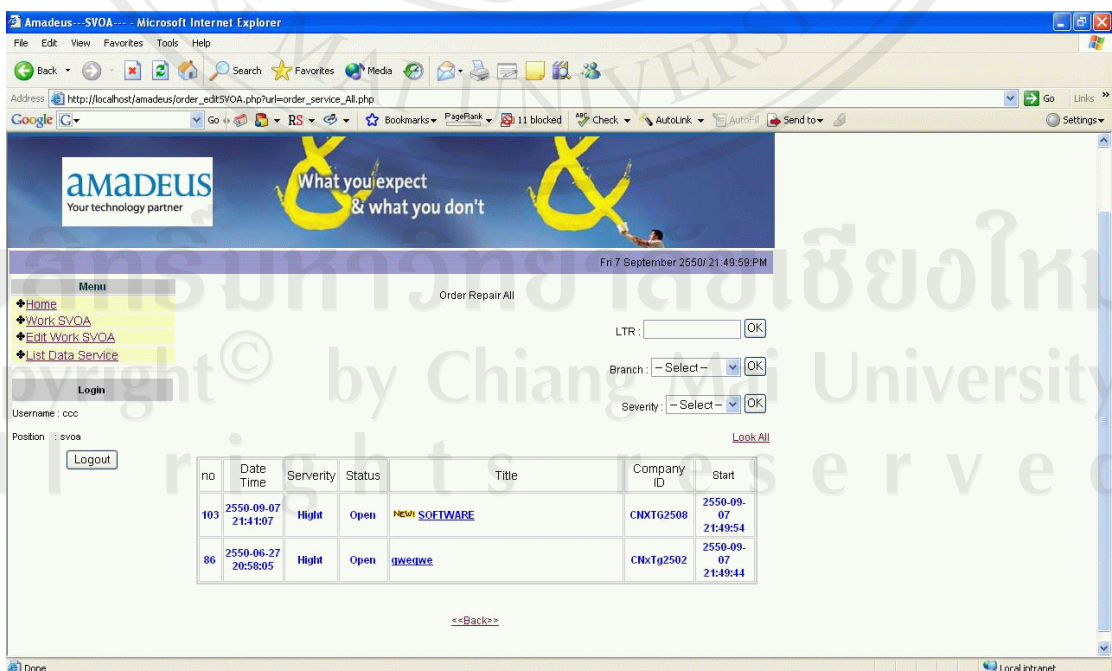 Amadeus---SVOA--- - Microsoft Internet Explorer
File Edit View Favorites Tools Help
Back Search Favorites Media
Address http://localhost/amadeus/order_editSVOA.php?url=order_service_All.php Go Links »
Google G Go RS Bookmarks PageRank 11 blocked ABC Check AutoLink AutoFill Send to Settings
amadeus
Your technology partner
What you expect
& what you don't
&
Fri 7 September 2550/ 21:49:59:PM
Menu
Home
Work SVOA
Edit Work SVOA
List Data Service
Login
Username : ccc
Position : svoa
Logout
Order Repair All
LTR : OK
Branch : – Select – OK
Severity : – Select – OK
Look All
no Date Time Serverity Status Title Company ID Start
103 2550-09-07 21:41:07 Hight Open NEW! SOFTWARE CNXTG2508 2550-09-07 21:49:54
86 2550-06-27 20:58:05 Hight Open qweqwe CNxTg2502 2550-09-07 21:49:44
<<Back>>
Done Local intranet
ลิขสิทธิ์มหาวิทยาลัยเชียงใหม่
Copyright © by Chiang Mai University
All rights reserved
MAI UNIVERSITY